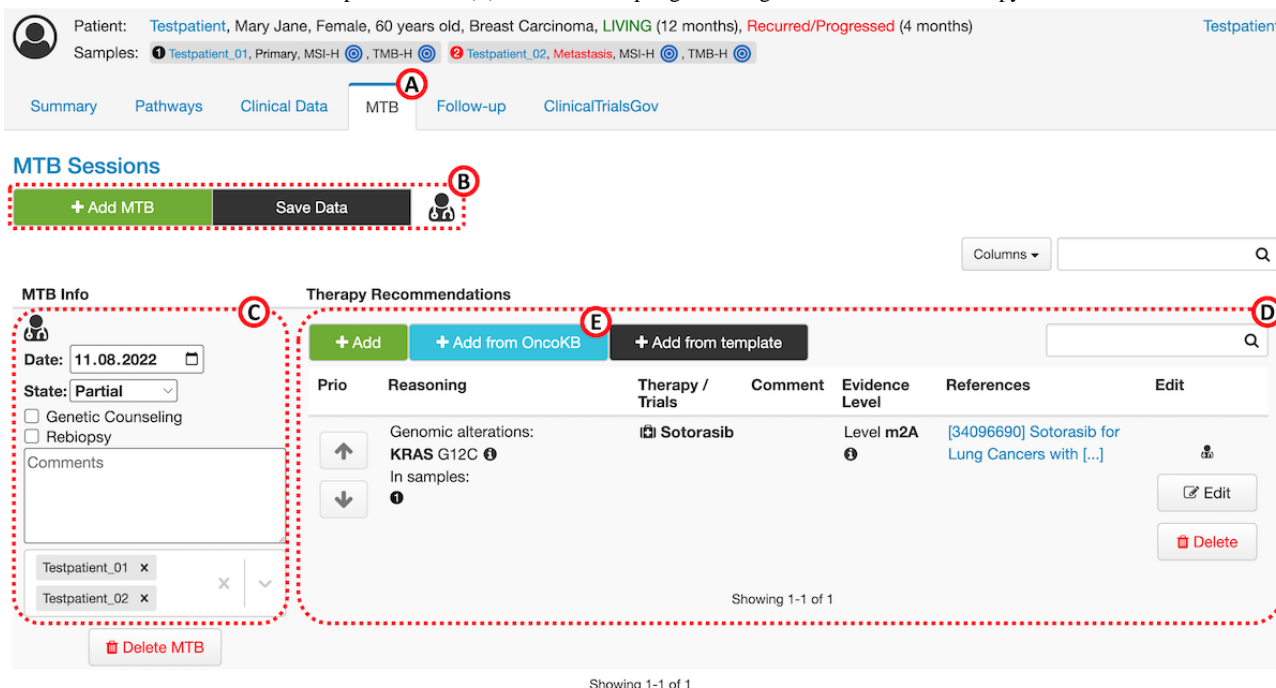 Patient: Testpatient, Mary Jane, Female, 60 years old, Breast Carcinoma, LIVING (12 months), Recurred/Progressed (4 months) Testpatient
Samples: 1 Testpatient_01, Primary, MSI-H , TMB-H 2 Testpatient_02, Metastasis, MSI-H , TMB-H
A
Summary Pathways Clinical Data MTB Follow-up ClinicalTrialsGov
MTB Sessions
B
+ Add MTB Save Data
Columns
MTB Info Therapy Recommendations
C E D
+ Add + Add from OncoKB + Add from template
Date: 11.08.2022
State: Partial
Prio Reasoning Therapy / Trials Comment Evidence Level References Edit
Genetic Counseling
Rebiopsy
Comments
Genomic alterations:
KRAS G12C
In samples:
1
Sotorasib
Level m2A
[34096690] Sotorasib for
Lung Cancers with [...]
Edit
Delete
Testpatient_01 ×
Testpatient_02 ×
Showing 1-1 of 1
Delete MTB
Showing 1-1 of 1